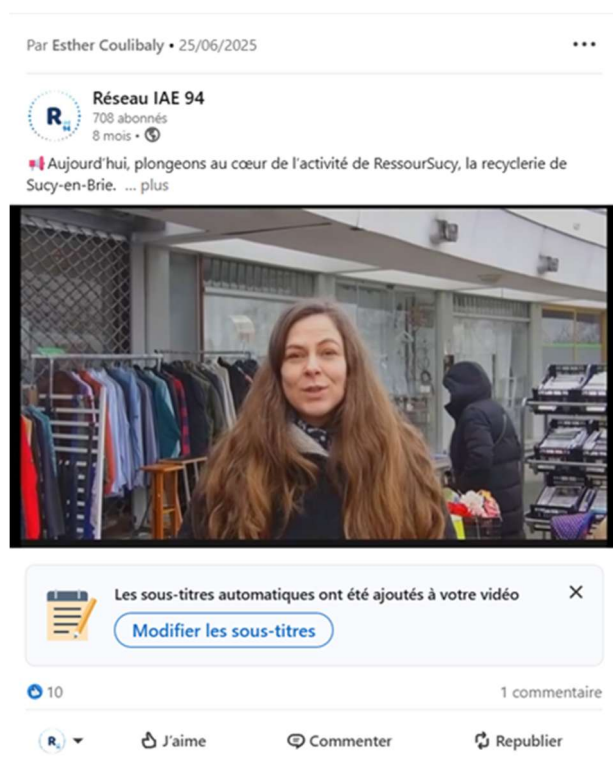 Par Esther Coulibaly • 25/06/2025
R
94
Réseau IAE 94
708 abonnés
8 mois •
Aujourd'hui, plongeons au cœur de l'activité de RessourSucy, la recyclerie de
Sucy-en-Brie. ... plus
Les sous-titres automatiques ont été ajoutés à votre vidéo
Modifier les sous-titres
10
1 commentaire
R
J'aime
Commenter
Republier